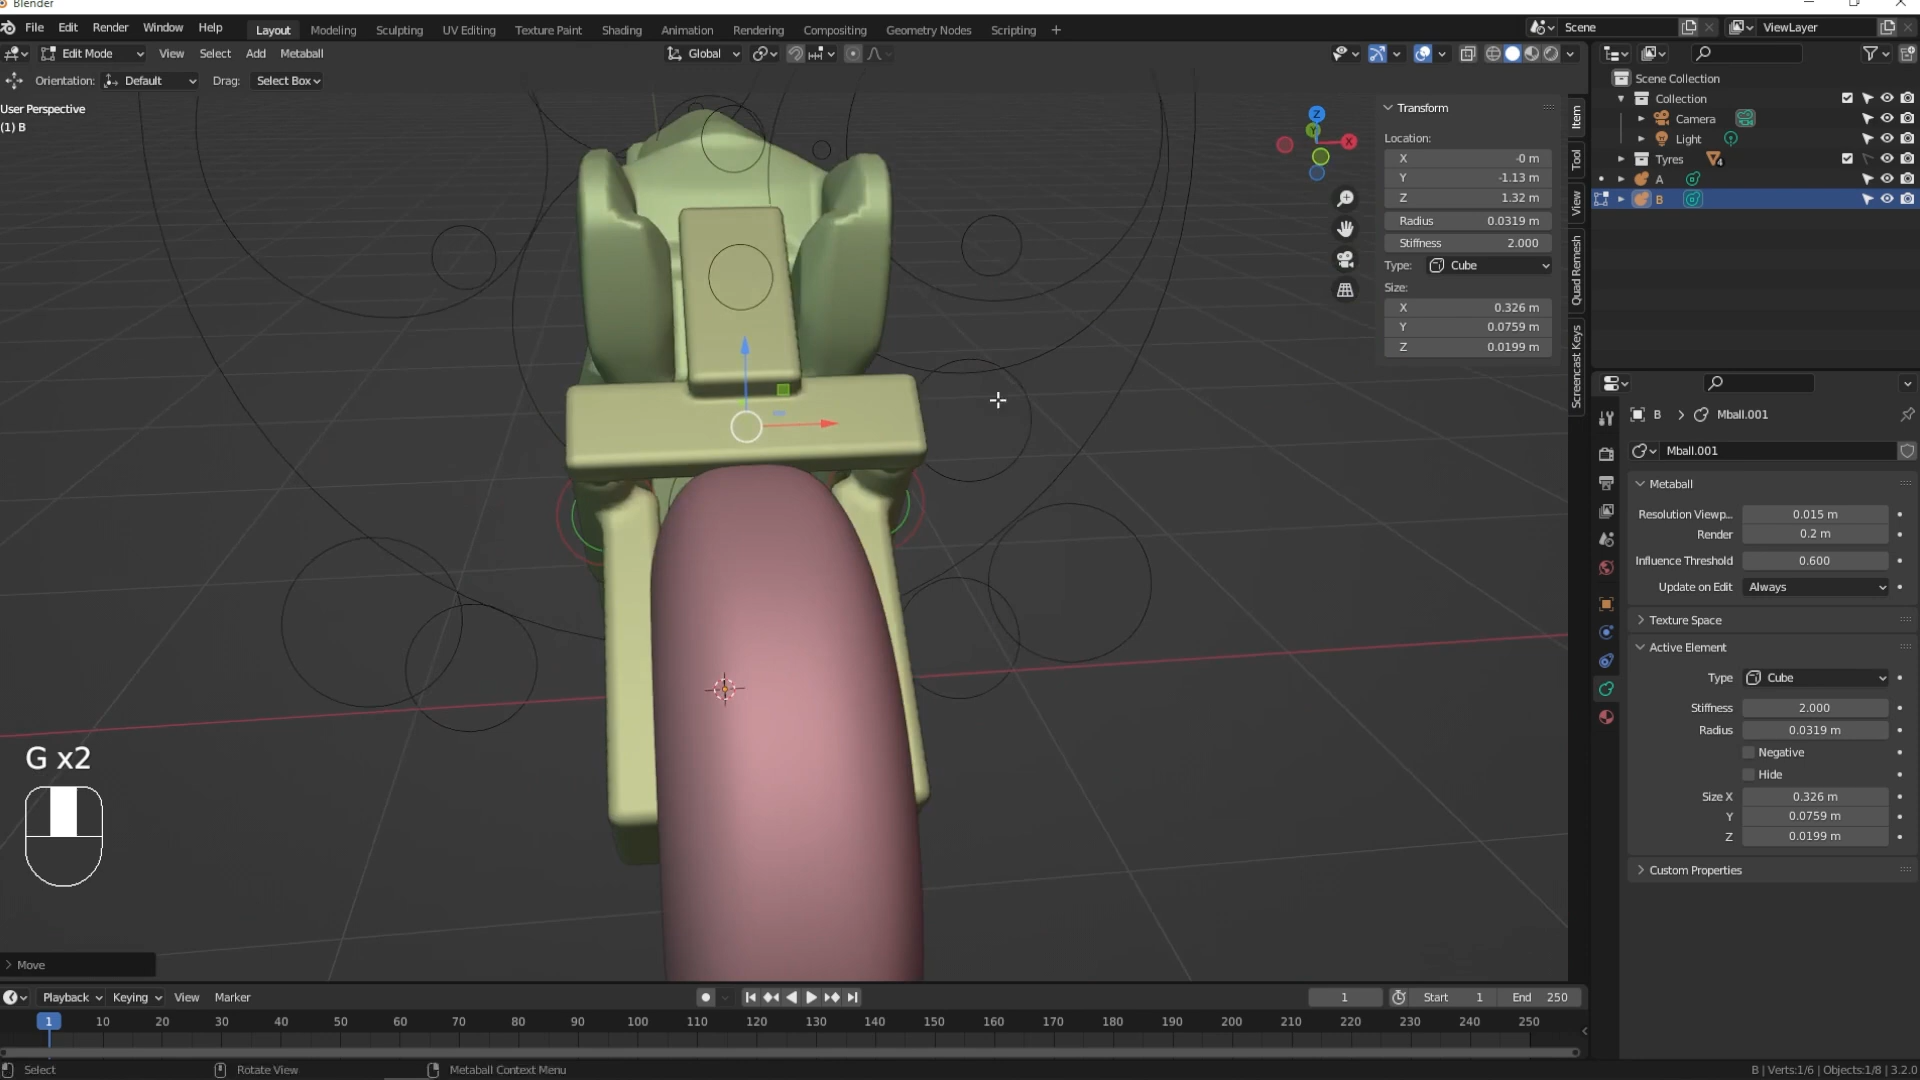 Blender
File Edit Render Window Help
Layout Modeling Sculpting UV Editing Texture Paint Shading Animation Rendering Compositing Geometry Nodes Scripting +
Scene
ViewLayer
Edit Mode View Select Add Metaball
Global
Orientation: Default Drag: Select Box
User Perspective
(1) B
Z
Y
X
Transform
Location:
X -0 m
Y -1.13 m
Z 1.32 m
Radius 0.0319 m
Stiffness 2.000
Type: Cube
Size:
X 0.326 m
Y 0.0759 m
Z 0.0199 m
Item
Tool
View
Quad Remesh
Screencast Keys
Scene Collection
Collection
Camera
Light
Tyres 4
A
B
B > Mball.001
Mball.001
Metaball
Resolution Viewp... 0.015 m
Render 0.2 m
Influence Threshold 0.600
Update on Edit Always
Texture Space
Active Element
Type Cube
Stiffness 2.000
Radius 0.0319 m
Negative
Hide
Size X 0.326 m
Y 0.0759 m
Z 0.0199 m
Custom Properties
G x2
> Move
Playback Keying View Marker
1 Start 1 End 250
1 10 20 30 40 50 60 70 80 90 100 110 120 130 140 150 160 170 180 190 200 210 220 230 240 250
Select Rotate View Metaball Context Menu
B | Verts:1/6 | Objects:1/8 | 3.2.0